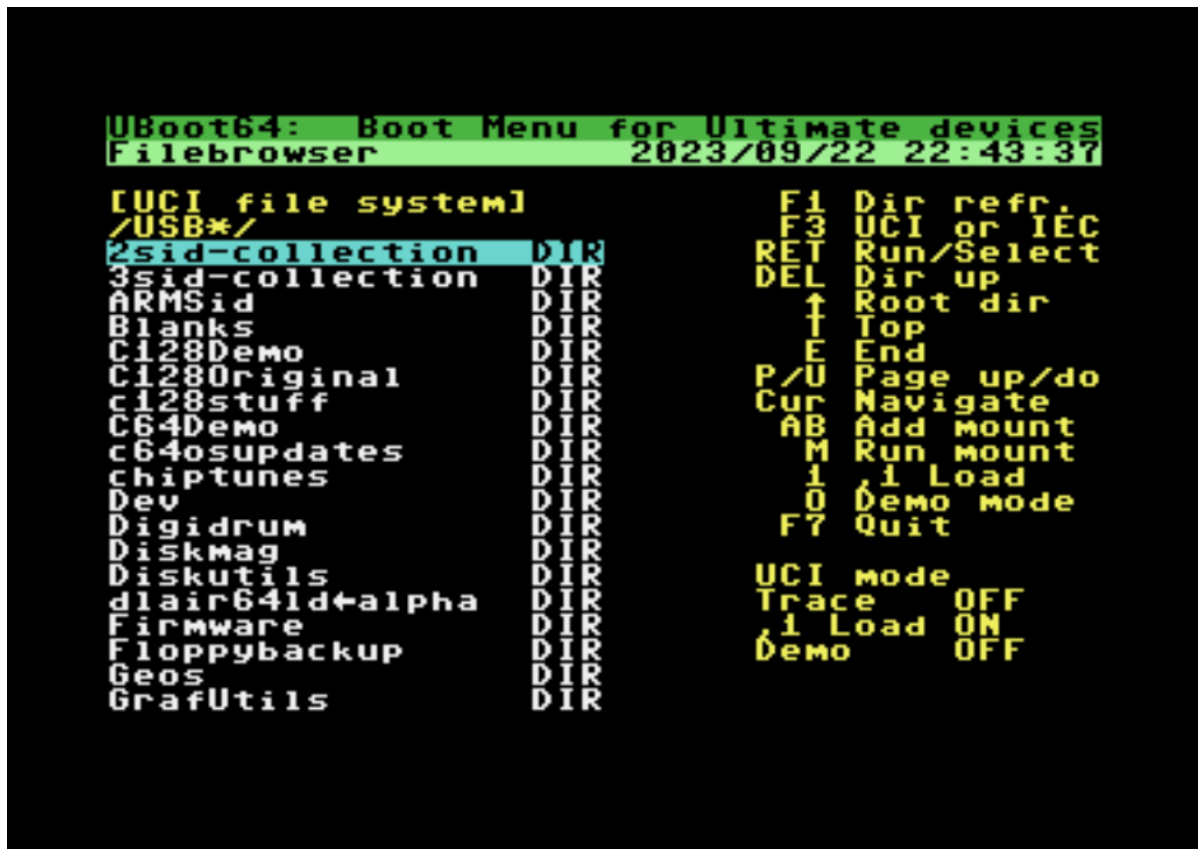 UBoot64:  Boot Menu for Ultimate devices
Filebrowser 2023/09/22 22:43:37
[UCI file system] F1 Dir refr.
/USB*/ F3 UCI or IEC
2sid-collection DIR RET Run/Select
3sid-collection DIR DEL Dir up
ARMSid DIR ↑ Root dir
Blanks DIR T Top
C128Demo DIR E End
C128Original DIR P/U Page up/do
c128stuff DIR Cur Navigate
C64Demo DIR AB Add mount
c64osupdates DIR M Run mount
chiptunes DIR 1 ,1 Load
Dev DIR O Demo mode
Digidrum DIR F7 Quit
Diskmag DIR
Diskutils DIR UCI mode
dlair64ld←alpha DIR Trace OFF
Firmware DIR ,1 Load ON
Floppybackup DIR Demo OFF
Geos DIR
GrafUtils DIR